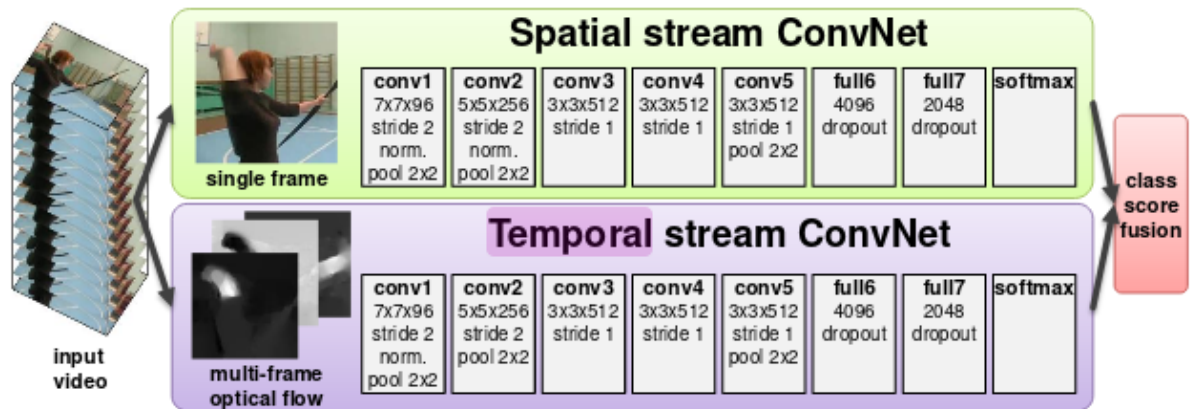 Spatial stream ConvNet
conv1
7x7x96
stride 2
norm.
pool 2x2
conv2
5x5x256
stride 2
norm.
pool 2x2
conv3
3x3x512
stride 1
conv4
3x3x512
stride 1
conv5
3x3x512
stride 1
pool 2x2
full6
4096
dropout
full7
2048
dropout
softmax
single frame
Temporal stream ConvNet
conv1
7x7x96
stride 2
norm.
pool 2x2
conv2
5x5x256
stride 2
pool 2x2
conv3
3x3x512
stride 1
conv4
3x3x512
stride 1
conv5
3x3x512
stride 1
pool 2x2
full6
4096
dropout
full7
2048
dropout
softmax
multi-frame
optical flow
input
video
class
score
fusion